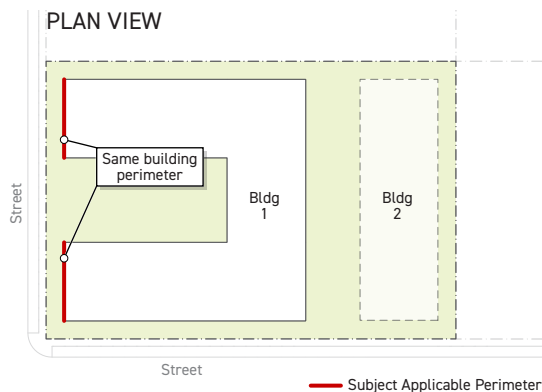 PLAN VIEW
Same building
perimeter
Street
Bldg
1
Bldg
2
Street
Subject Applicable Perimeter